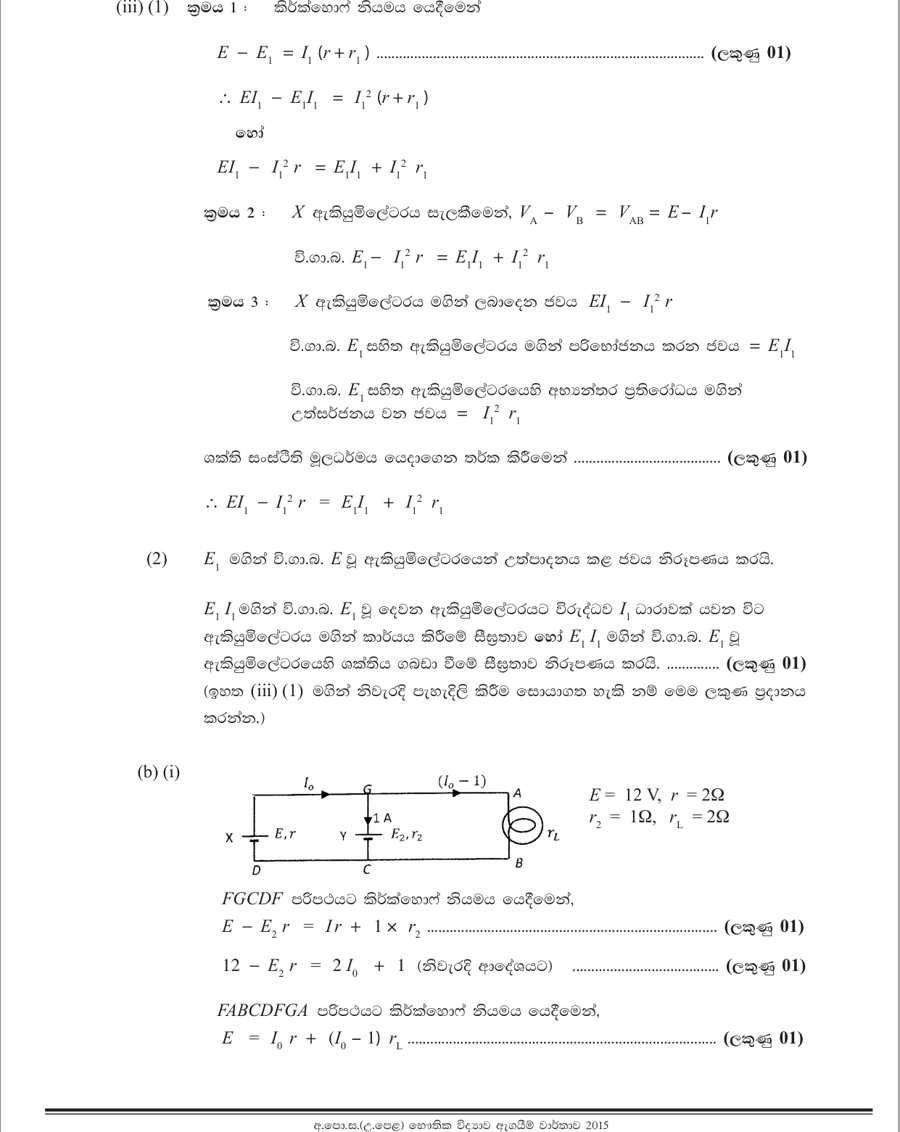 (iii) (1) ක්‍රමය 1 : කිර්ක්හොෆ් නියමය යෙදීමෙන්
E − E₁ = I₁ (r + r₁) ....................................................................................... (ලකුණු 01)
∴ EI₁ − E₁I₁ = I₁² (r + r₁)
හෝ
EI₁ − I₁² r = E₁I₁ + I₁² r₁
ක්‍රමය 2 : X ඇකියුමිලේටරය සැලකීමෙන්, V_A − V_B = V_AB = E − I₁r
වි.ගා.බ. E₁ − I₁² r = E₁I₁ + I₁² r₁
ක්‍රමය 3 : X ඇකියුමිලේටරය මගින් ලබාදෙන ජවය EI₁ − I₁² r
වි.ගා.බ. E₁ සහිත ඇකියුමිලේටරය මගින් පරිභෝජනය කරන ජවය = E₁I₁
වි.ගා.බ. E₁ සහිත ඇකියුමිලේටරයෙහි අභ්‍යන්තර ප්‍රතිරෝධය මගින්
උත්සර්ජනය වන ජවය = I₁² r₁
ශක්ති සංස්ථිති මූලධර්මය යෙදාගෙන තර්ක කිරීමෙන් ....................................... (ලකුණු 01)
∴ EI₁ − I₁² r = E₁I₁ + I₁² r₁
(2) E₁ මගින් වි.ගා.බ. E වූ ඇකියුමිලේටරයෙන් උත්පාදනය කළ ජවය නිරූපණය කරයි.
E₁ I₁ මගින් වි.ගා.බ. E₁ වූ දෙවන ඇකියුමිලේටරයට විරුද්ධව I₁ ධාරාවක් යවන විට
ඇකියුමිලේටරය මගින් කාර්යය කිරීමේ සීඝ්‍රතාව හෝ E₁ I₁ මගින් වි.ගා.බ. E₁ වූ
ඇකියුමිලේටරයෙහි ශක්තිය ගබඩා වීමේ සීඝ්‍රතාව නිරූපණය කරයි. .............. (ලකුණු 01)
(ඉහත (iii) (1) මගින් නිවැරදි පැහැදිලි කිරීම සොයාගත හැකි නම් මෙම ලකුණ ප්‍රදානය
කරන්න.)
(b) (i)
I₀ G (I₀ − 1) A
1 A
X E, r Y E₂, r₂ r_L
D C B
E = 12 V, r = 2Ω
r₂ = 1Ω, r_L = 2Ω
FGCDF පරිපථයට කිර්ක්හොෆ් නියමය යෙදීමෙන්,
E − E₂ r = Ir + 1 × r₂ ............................................................................. (ලකුණු 01)
12 − E₂ r = 2 I₀ + 1 (නිවැරදි ආදේශයට) ....................................... (ලකුණු 01)
FABCDFGA පරිපථයට කිර්ක්හොෆ් නියමය යෙදීමෙන්,
E = I₀ r + (I₀ − 1) r_L .................................................................................. (ලකුණු 01)
අ.පො.ස.(උ.පෙළ) භෞතික විද්‍යාව ඇගයීම් වාර්තාව 2015